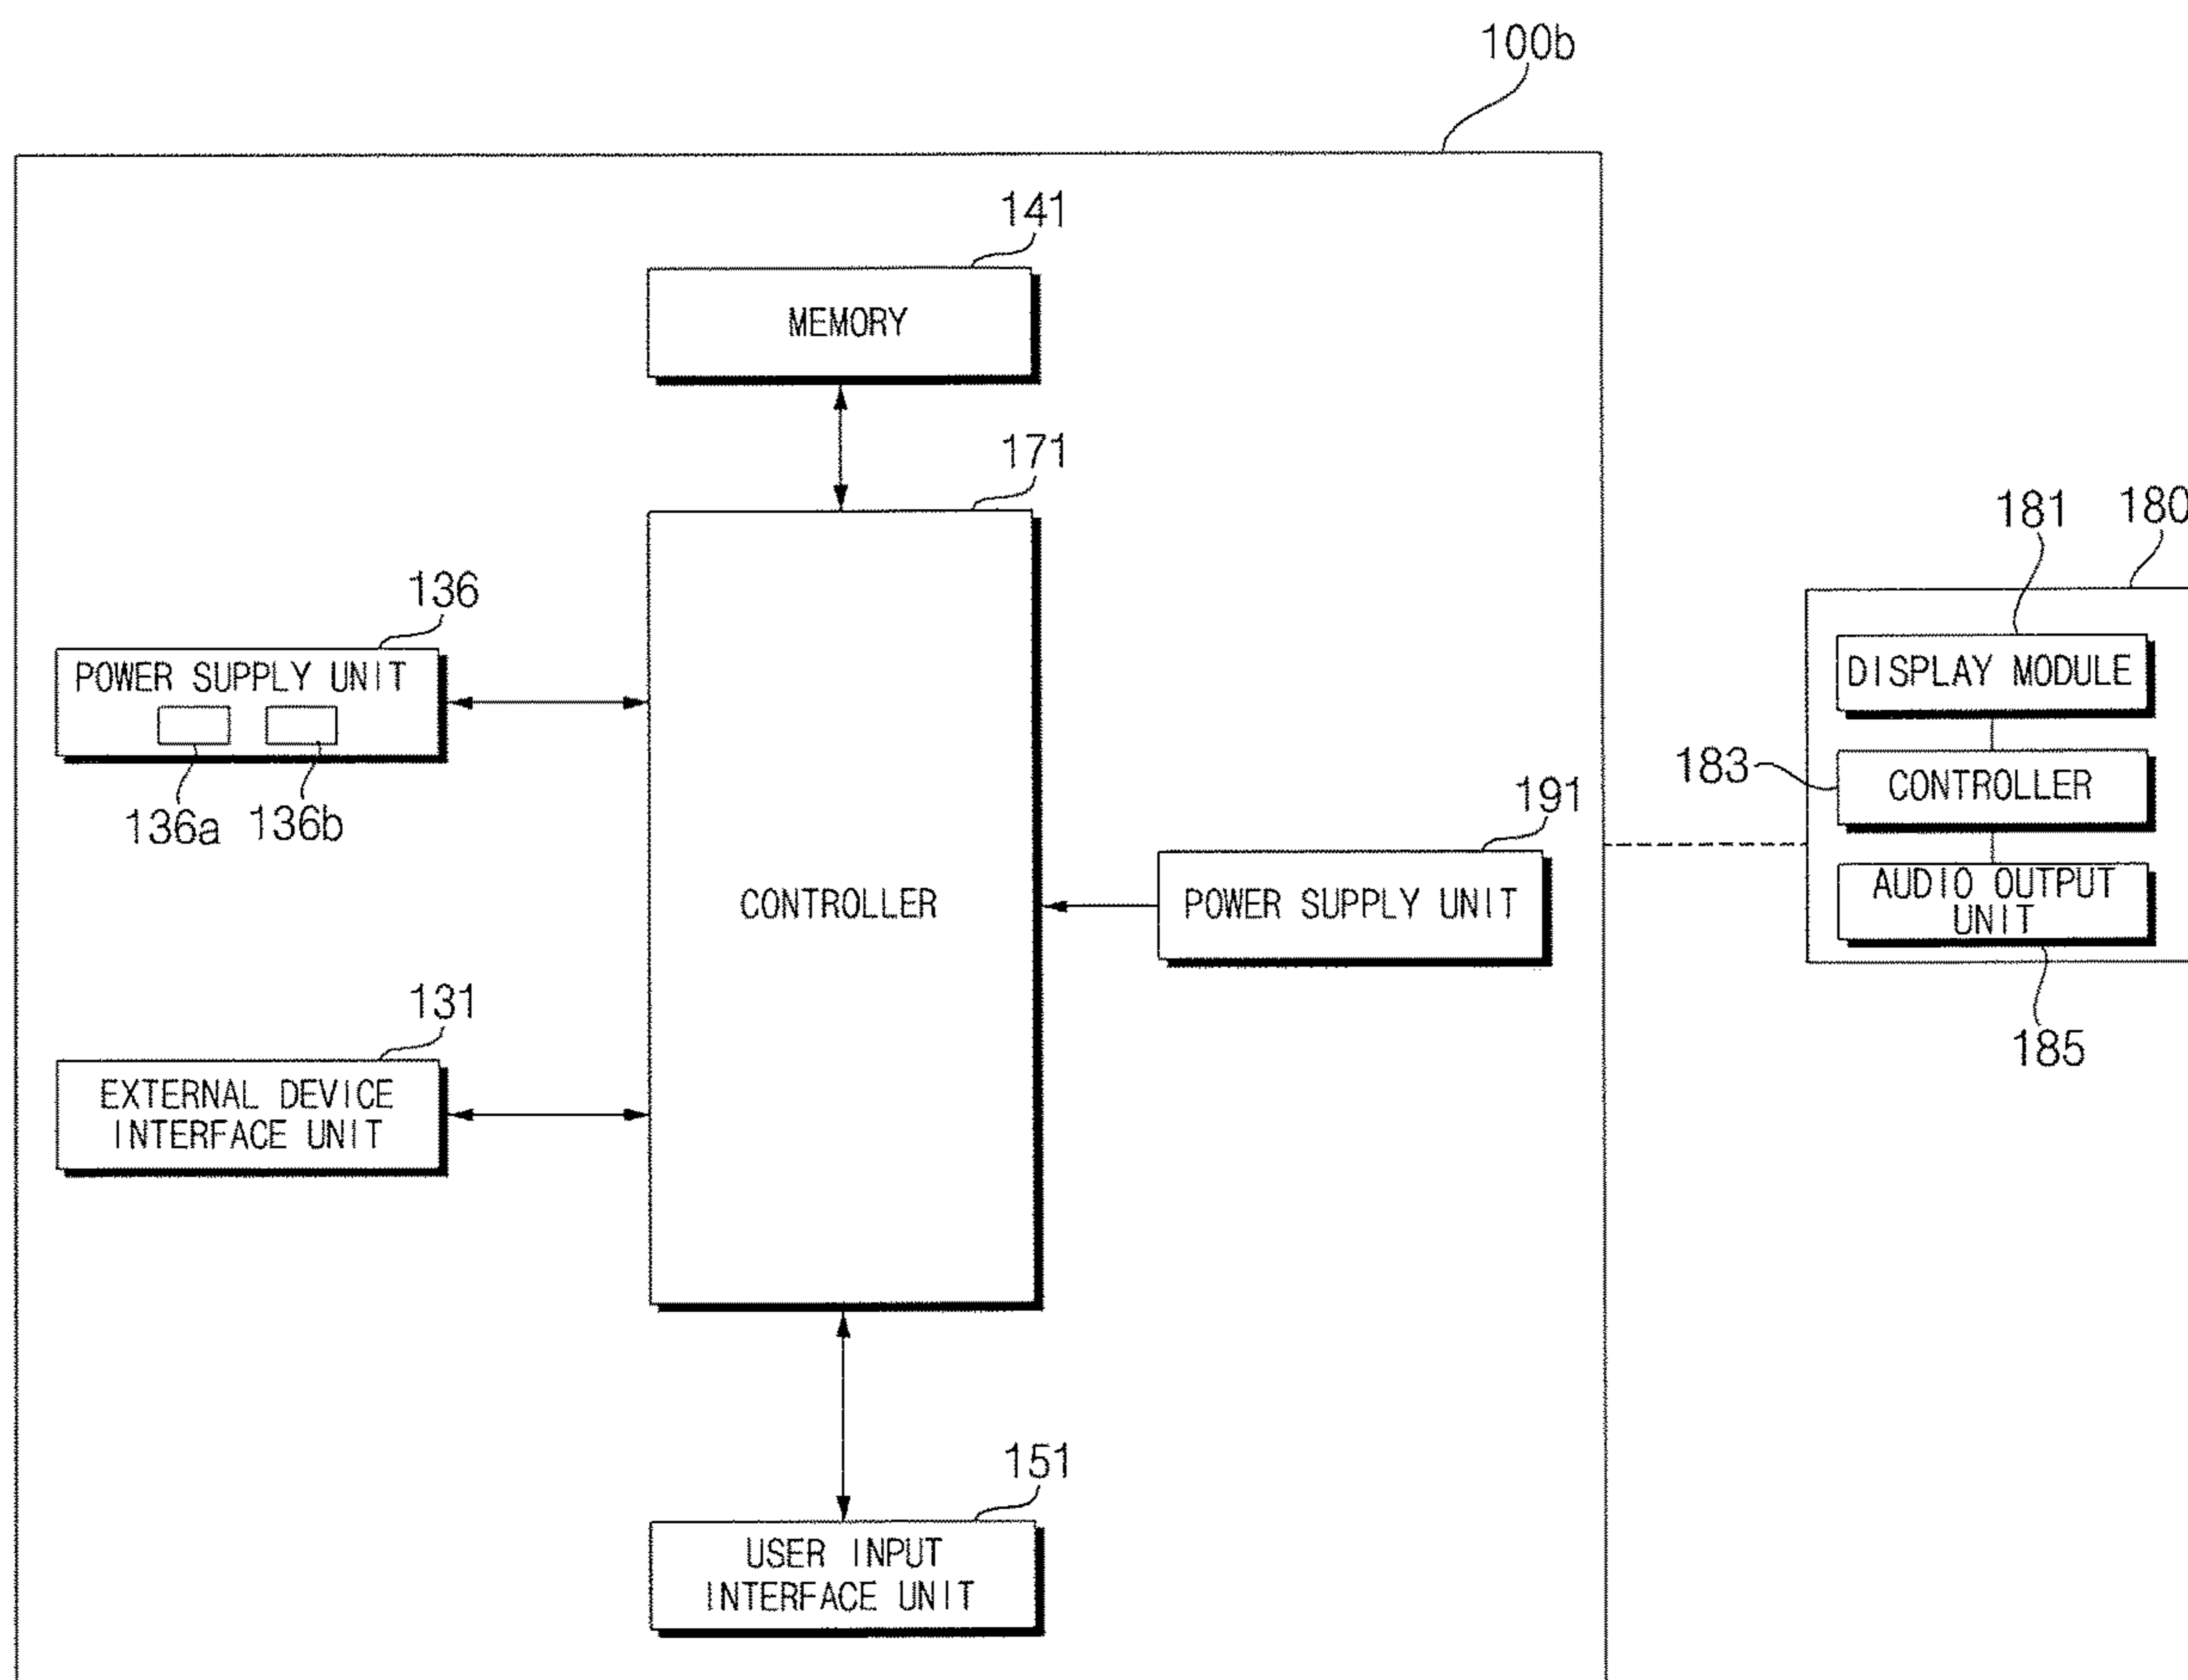 100b
141
MEMORY
171
136
POWER SUPPLY UNIT
136a 136b
CONTROLLER
191
POWER SUPPLY UNIT
131
EXTERNAL DEVICE
INTERFACE UNIT
151
USER INPUT
INTERFACE UNIT
181 180
DISPLAY MODULE
183
CONTROLLER
AUDIO OUTPUT
UNIT
185